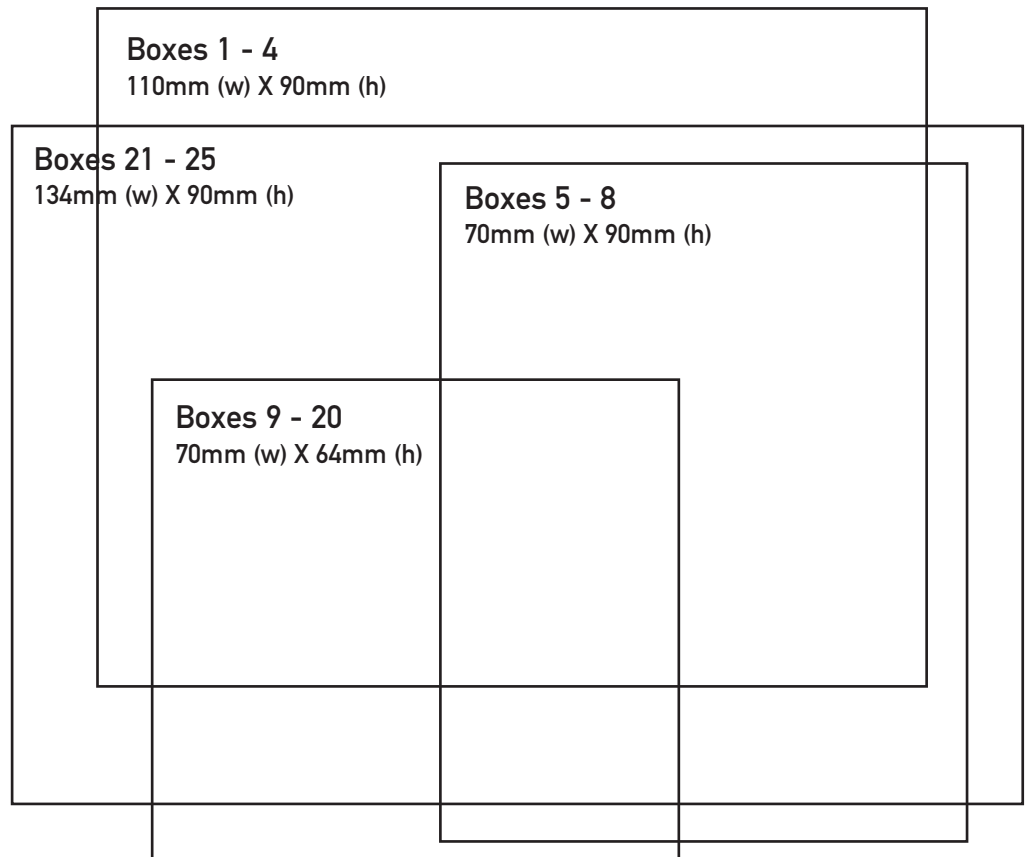 Boxes 1 - 4
110mm (w) X 90mm (h)
Boxes 21 - 25
134mm (w) X 90mm (h)
Boxes 5 - 8
70mm (w) X 90mm (h)
Boxes 9 - 20
70mm (w) X 64mm (h)